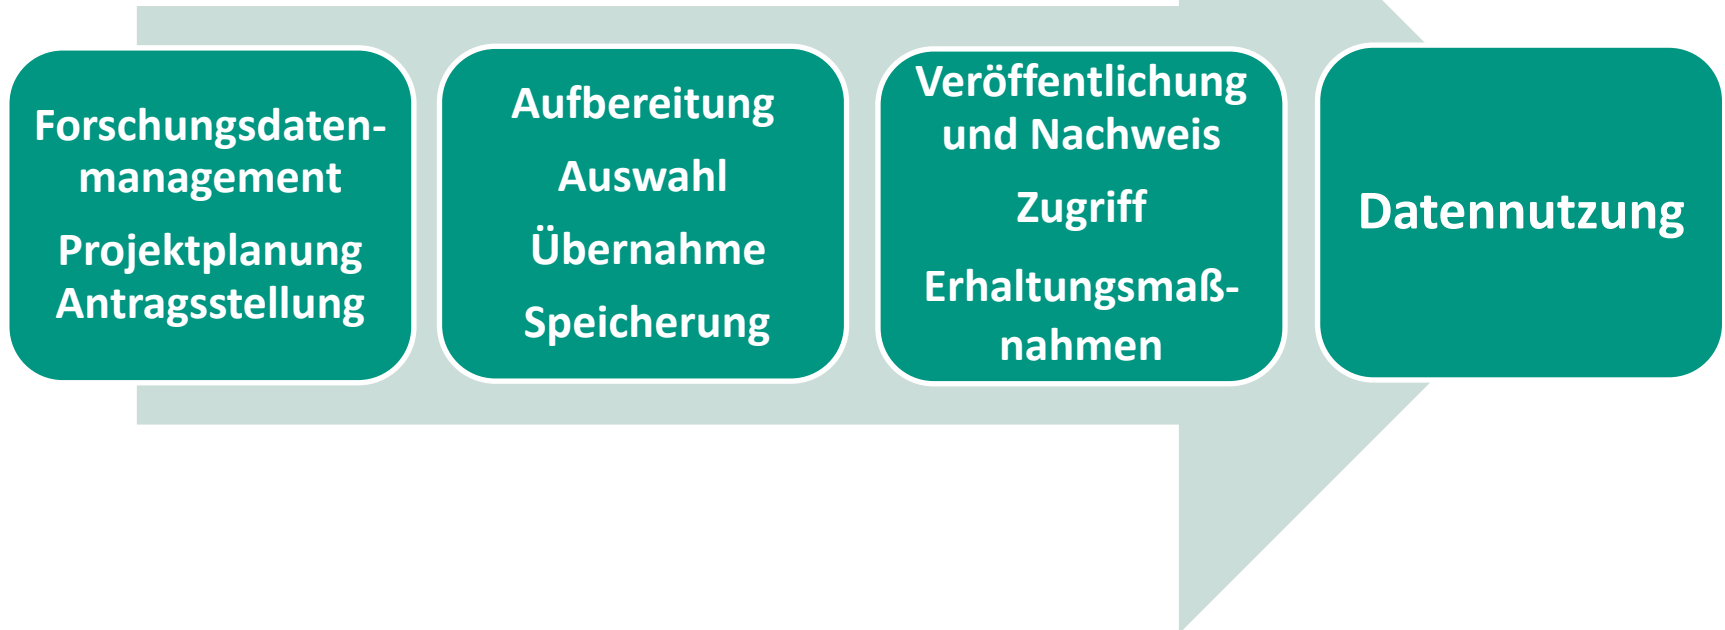 Forschungsdaten-
management
Projektplanung
Antragsstellung
Aufbereitung
Auswahl
Übernahme
Speicherung
Veröffentlichung
und Nachweis
Zugriff
Erhaltungsmaß-
nahmen
Datennutzung